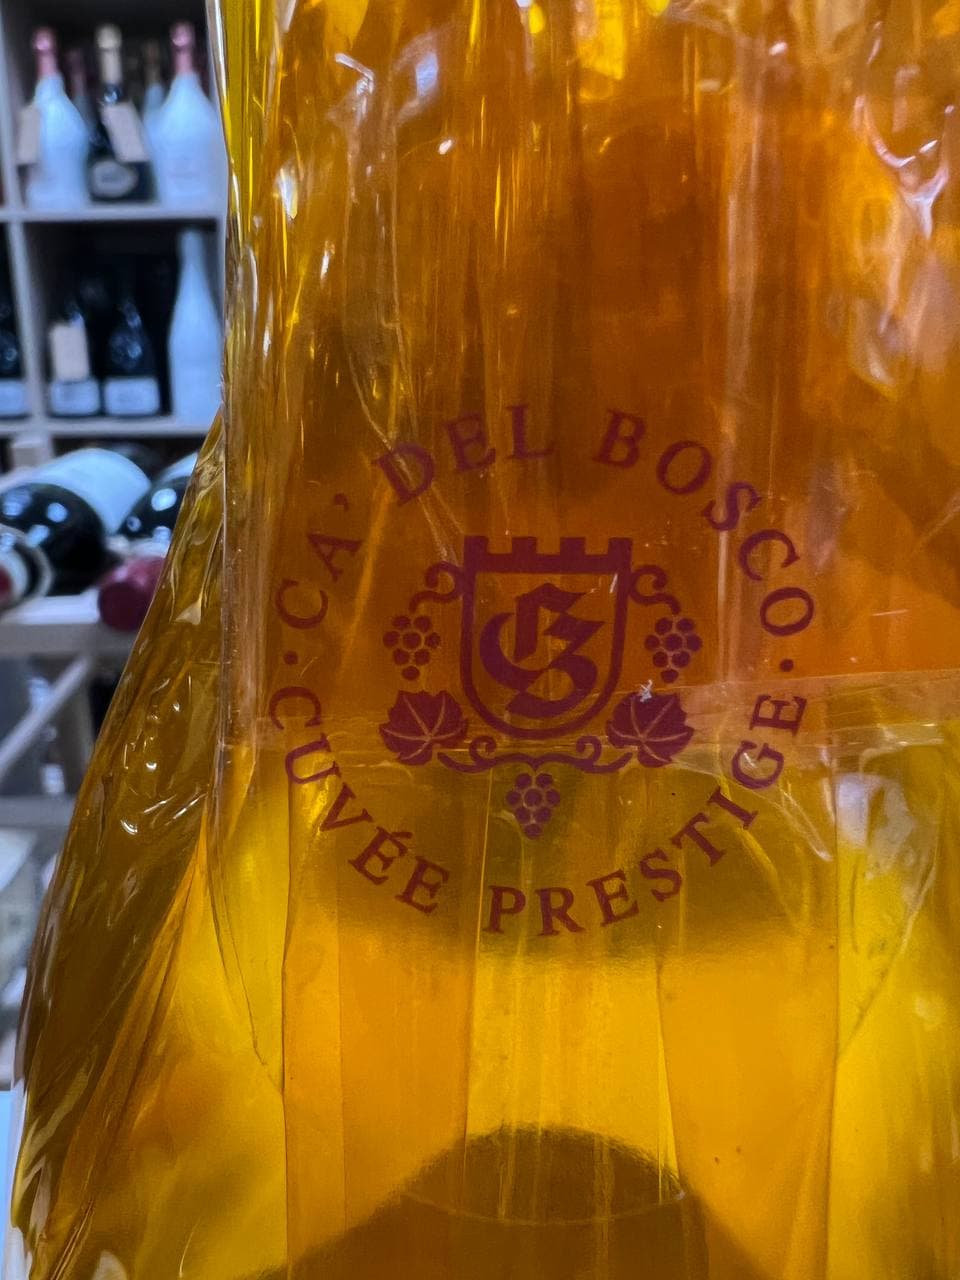 CA' DEL BOSCO
B
CUVÉE PRESTIGE